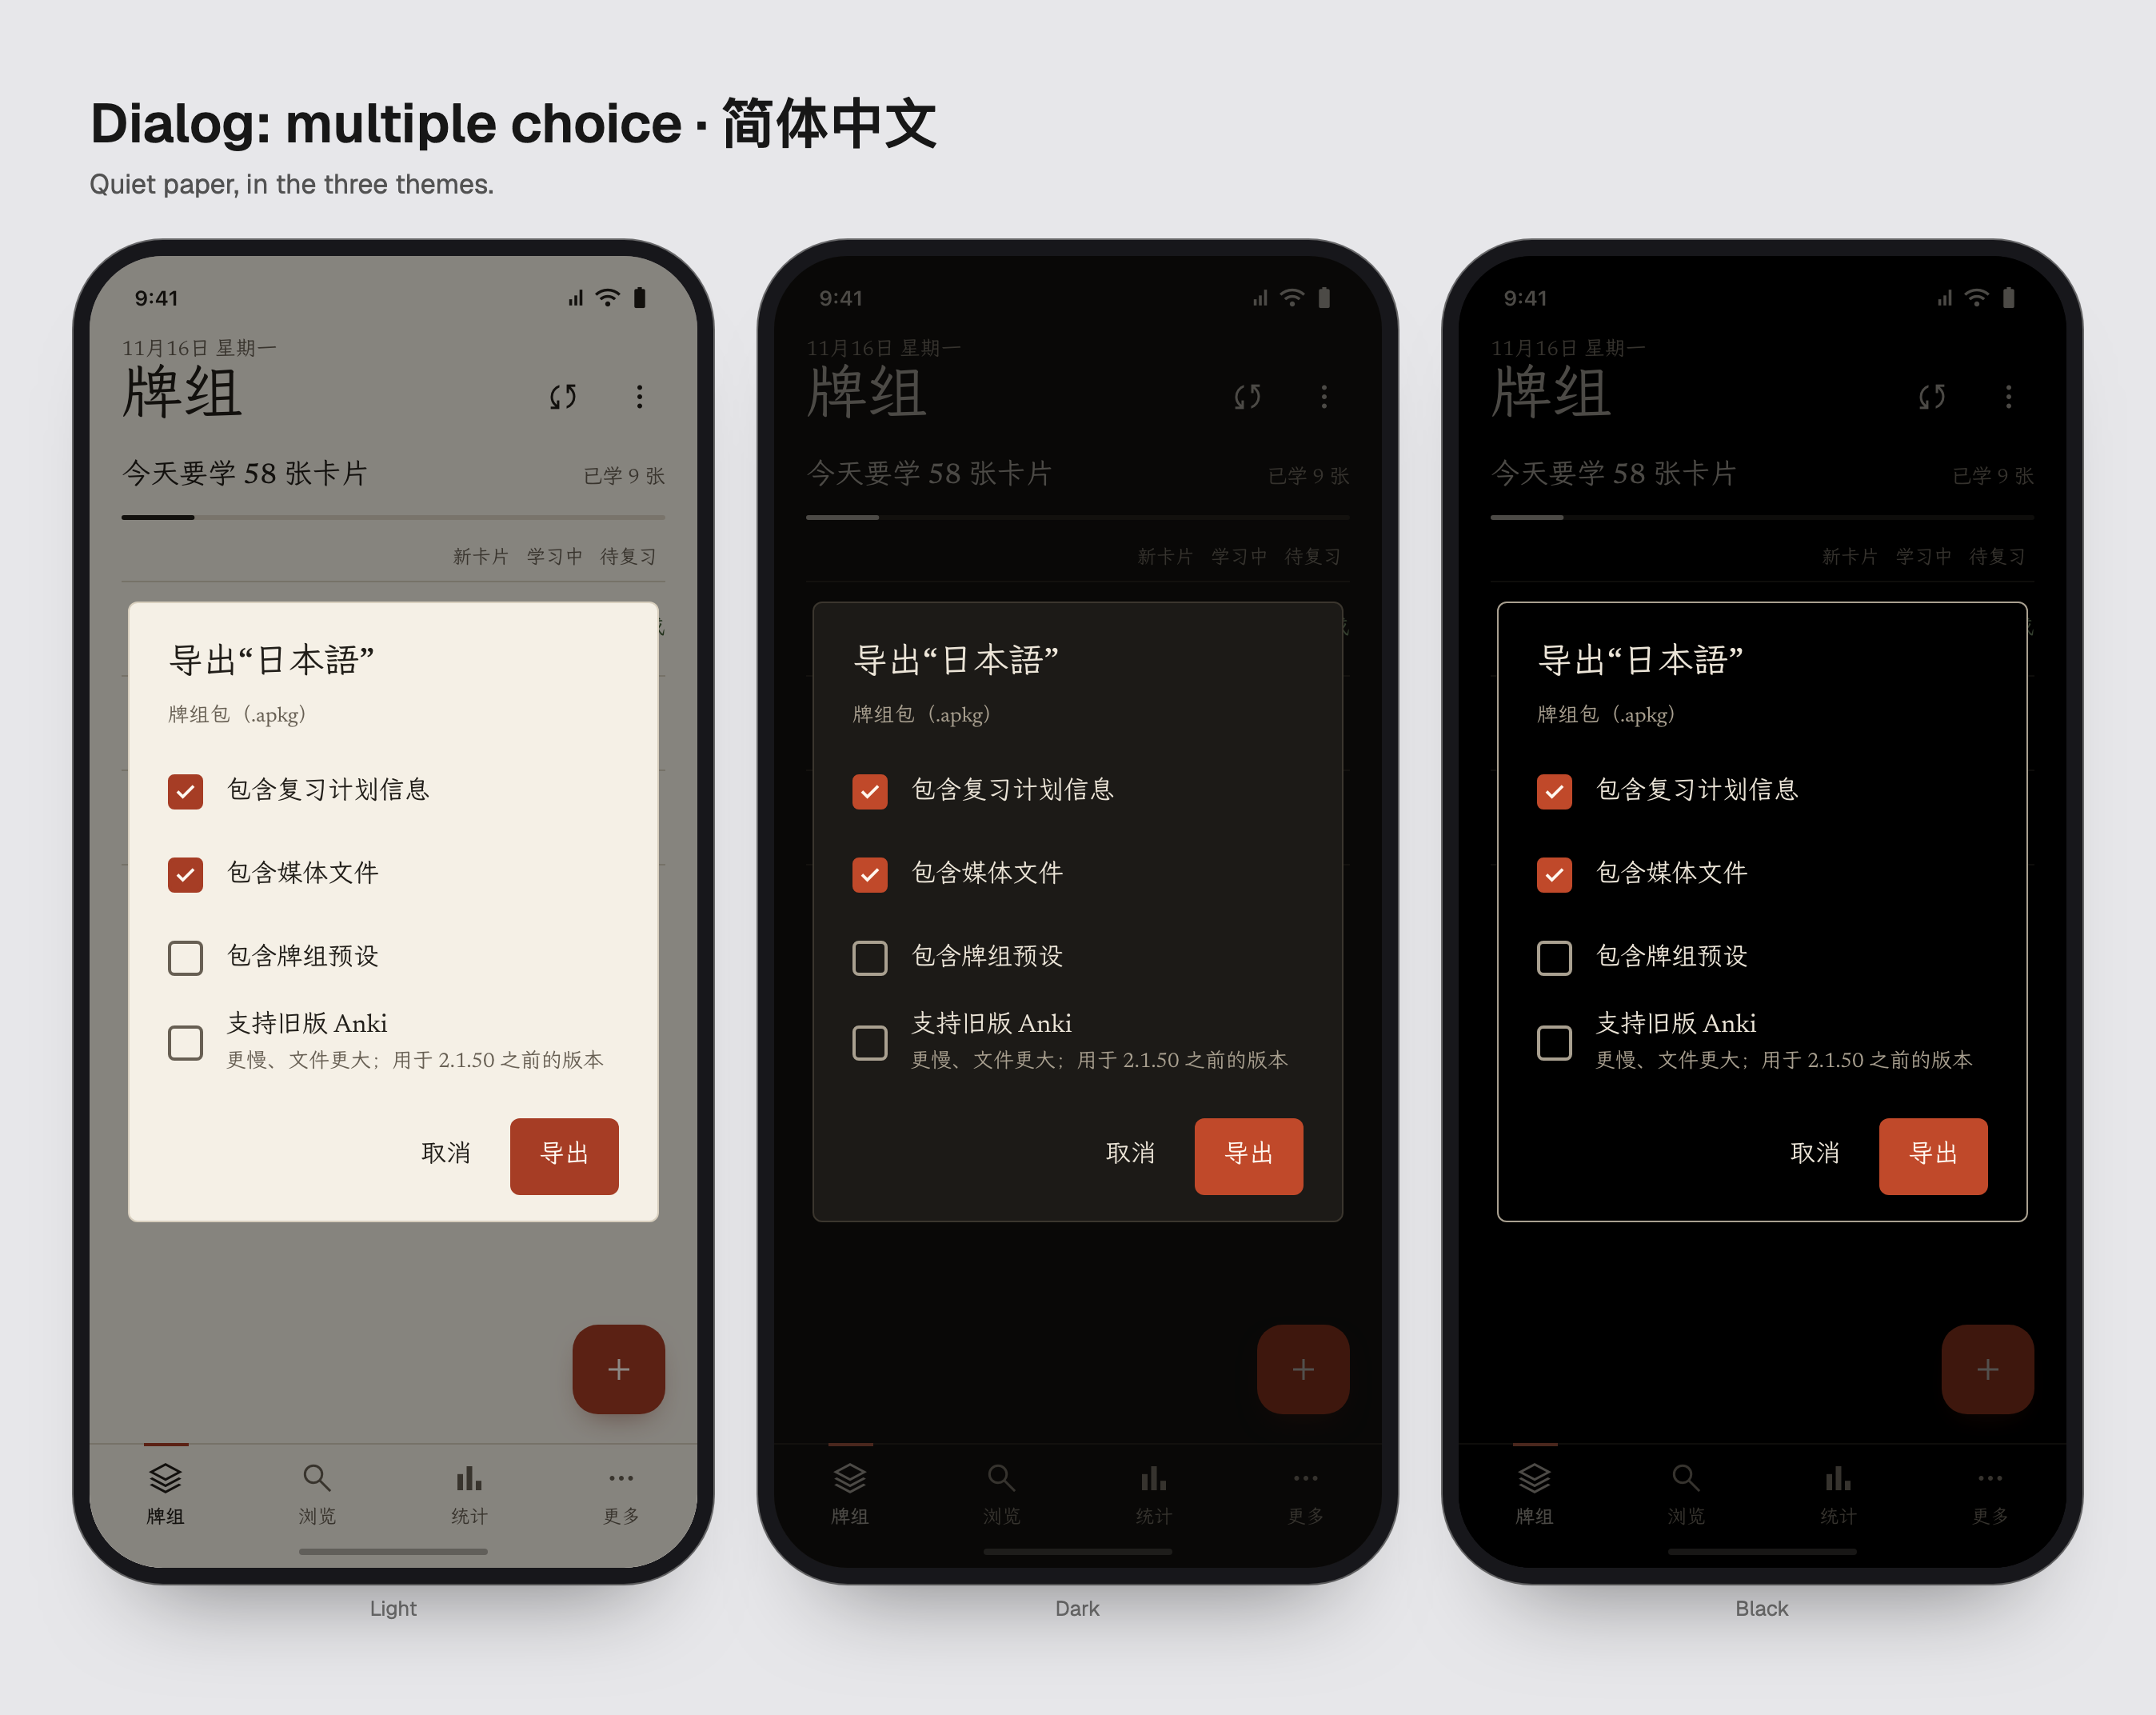 Dialog: multiple choice · 简体中文
Quiet paper, in the three themes.
9:41
11月16日 星期一
牌组
今天要学 58 张卡片
已学 9 张
新卡片 学习中 待复习
导出“日本語”
牌组包（.apkg）
包含复习计划信息
包含媒体文件
包含牌组预设
支持旧版 Anki
更慢、文件更大；用于 2.1.50 之前的版本
取消 导出
牌组 浏览 统计 更多
Light
9:41
11月16日 星期一
牌组
今天要学 58 张卡片
已学 9 张
新卡片 学习中 待复习
导出“日本語”
牌组包（.apkg）
包含复习计划信息
包含媒体文件
包含牌组预设
支持旧版 Anki
更慢、文件更大；用于 2.1.50 之前的版本
取消 导出
牌组 浏览 统计 更多
Dark
9:41
11月16日 星期一
牌组
今天要学 58 张卡片
已学 9 张
新卡片 学习中 待复习
导出“日本語”
牌组包（.apkg）
包含复习计划信息
包含媒体文件
包含牌组预设
支持旧版 Anki
更慢、文件更大；用于 2.1.50 之前的版本
取消 导出
牌组 浏览 统计 更多
Black